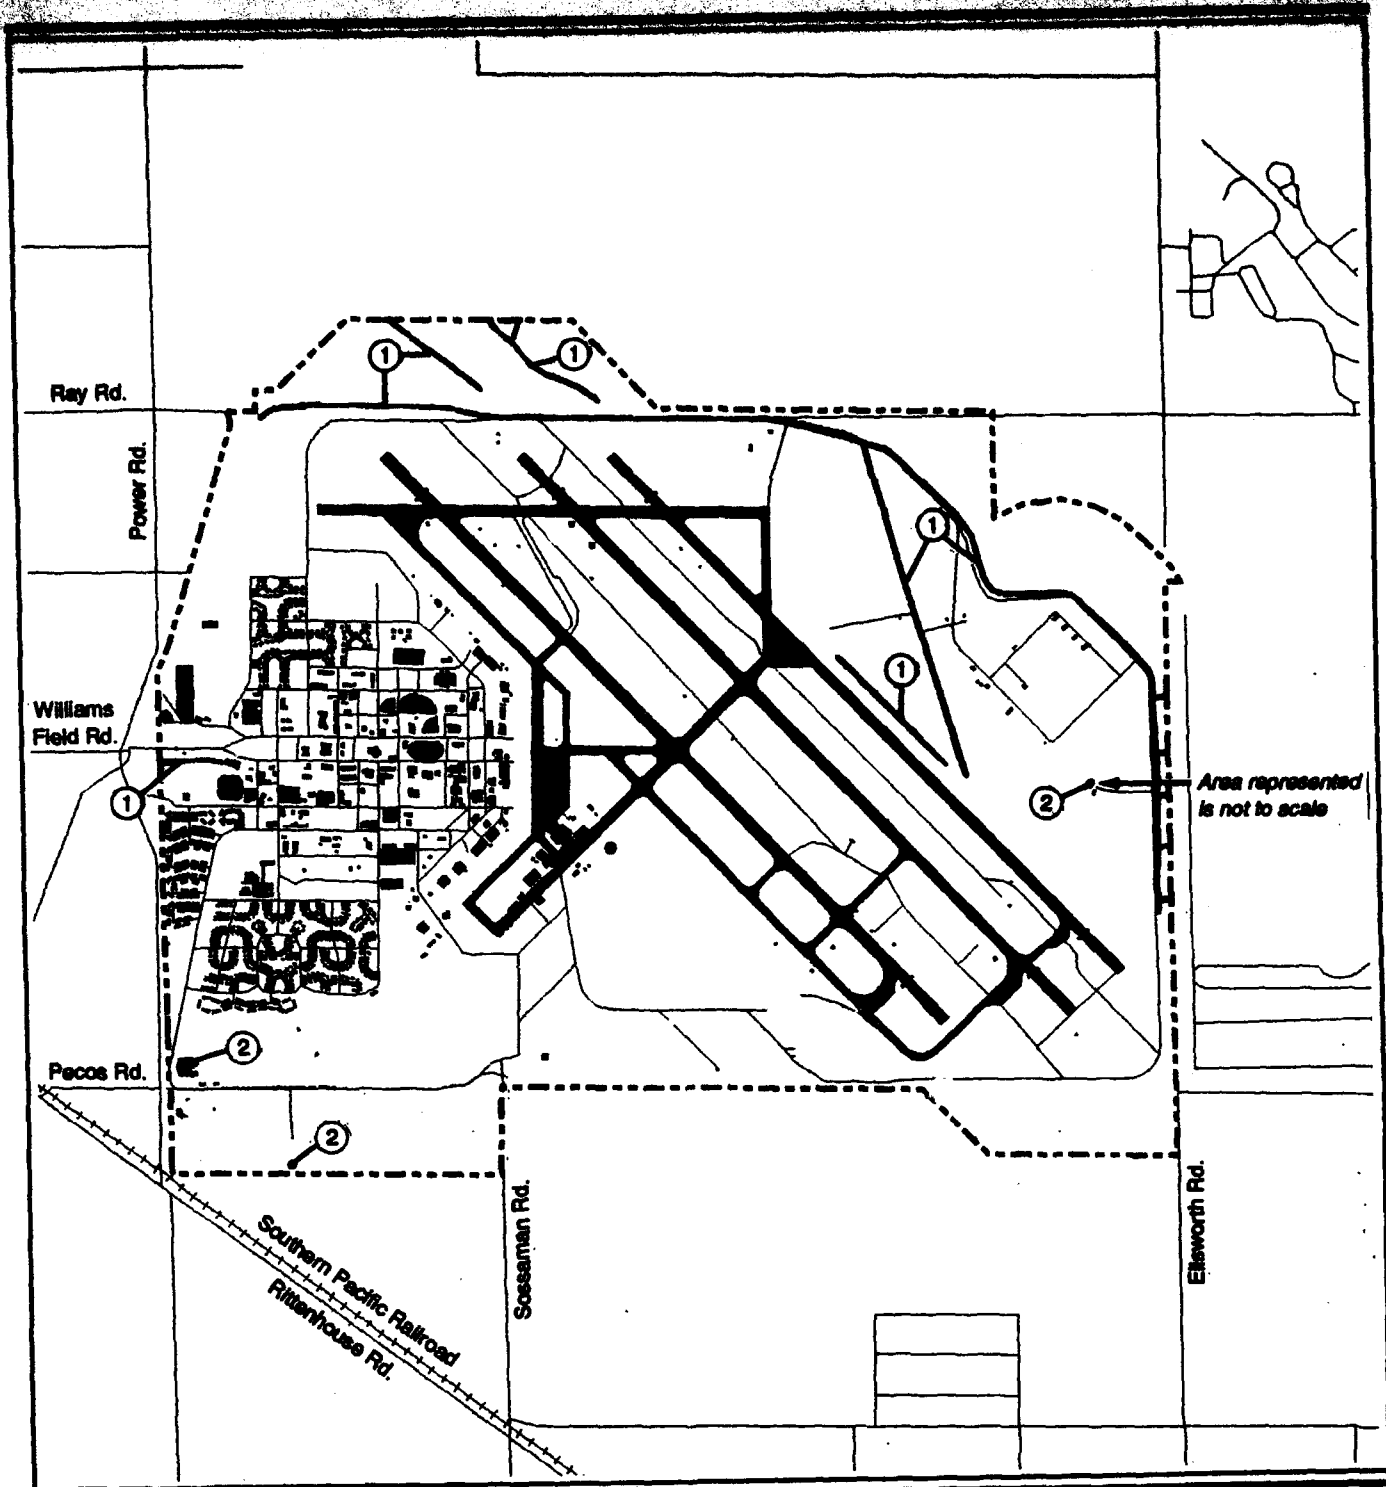 1
1
Ray Rd.
Power Rd.
1
1
Williams
Field Rd.
1
2
Area represented
is not to scale
2
Pecos Rd.
2
Sossaman Rd.
Ellsworth Rd.
Southern Pacific Railroad
Rittenhouse Rd.